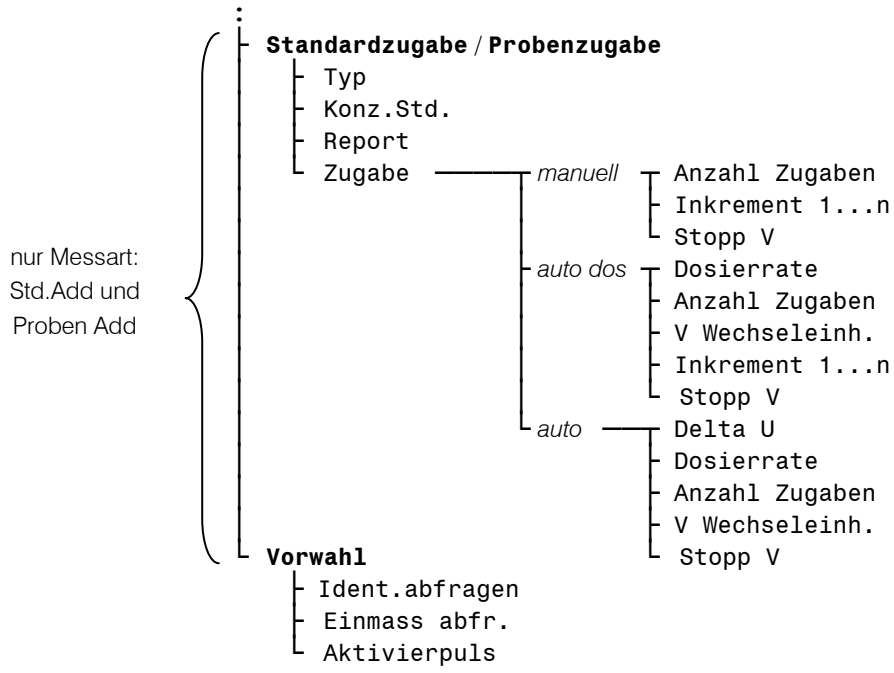 Standardzugabe / Probenzugabe
Typ
Konz.Std.
Report
Zugabe manuell Anzahl Zugaben
Inkrement 1...n
Stopp V
nur Messart:
Std.Add und
Proben Add
auto dos Dosierrate
Anzahl Zugaben
V Wechseleinh.
Inkrement 1...n
Stopp V
auto Delta U
Dosierrate
Anzahl Zugaben
V Wechseleinh.
Stopp V
Vorwahl
Ident.abfragen
Einmass abfr.
Aktivierpuls